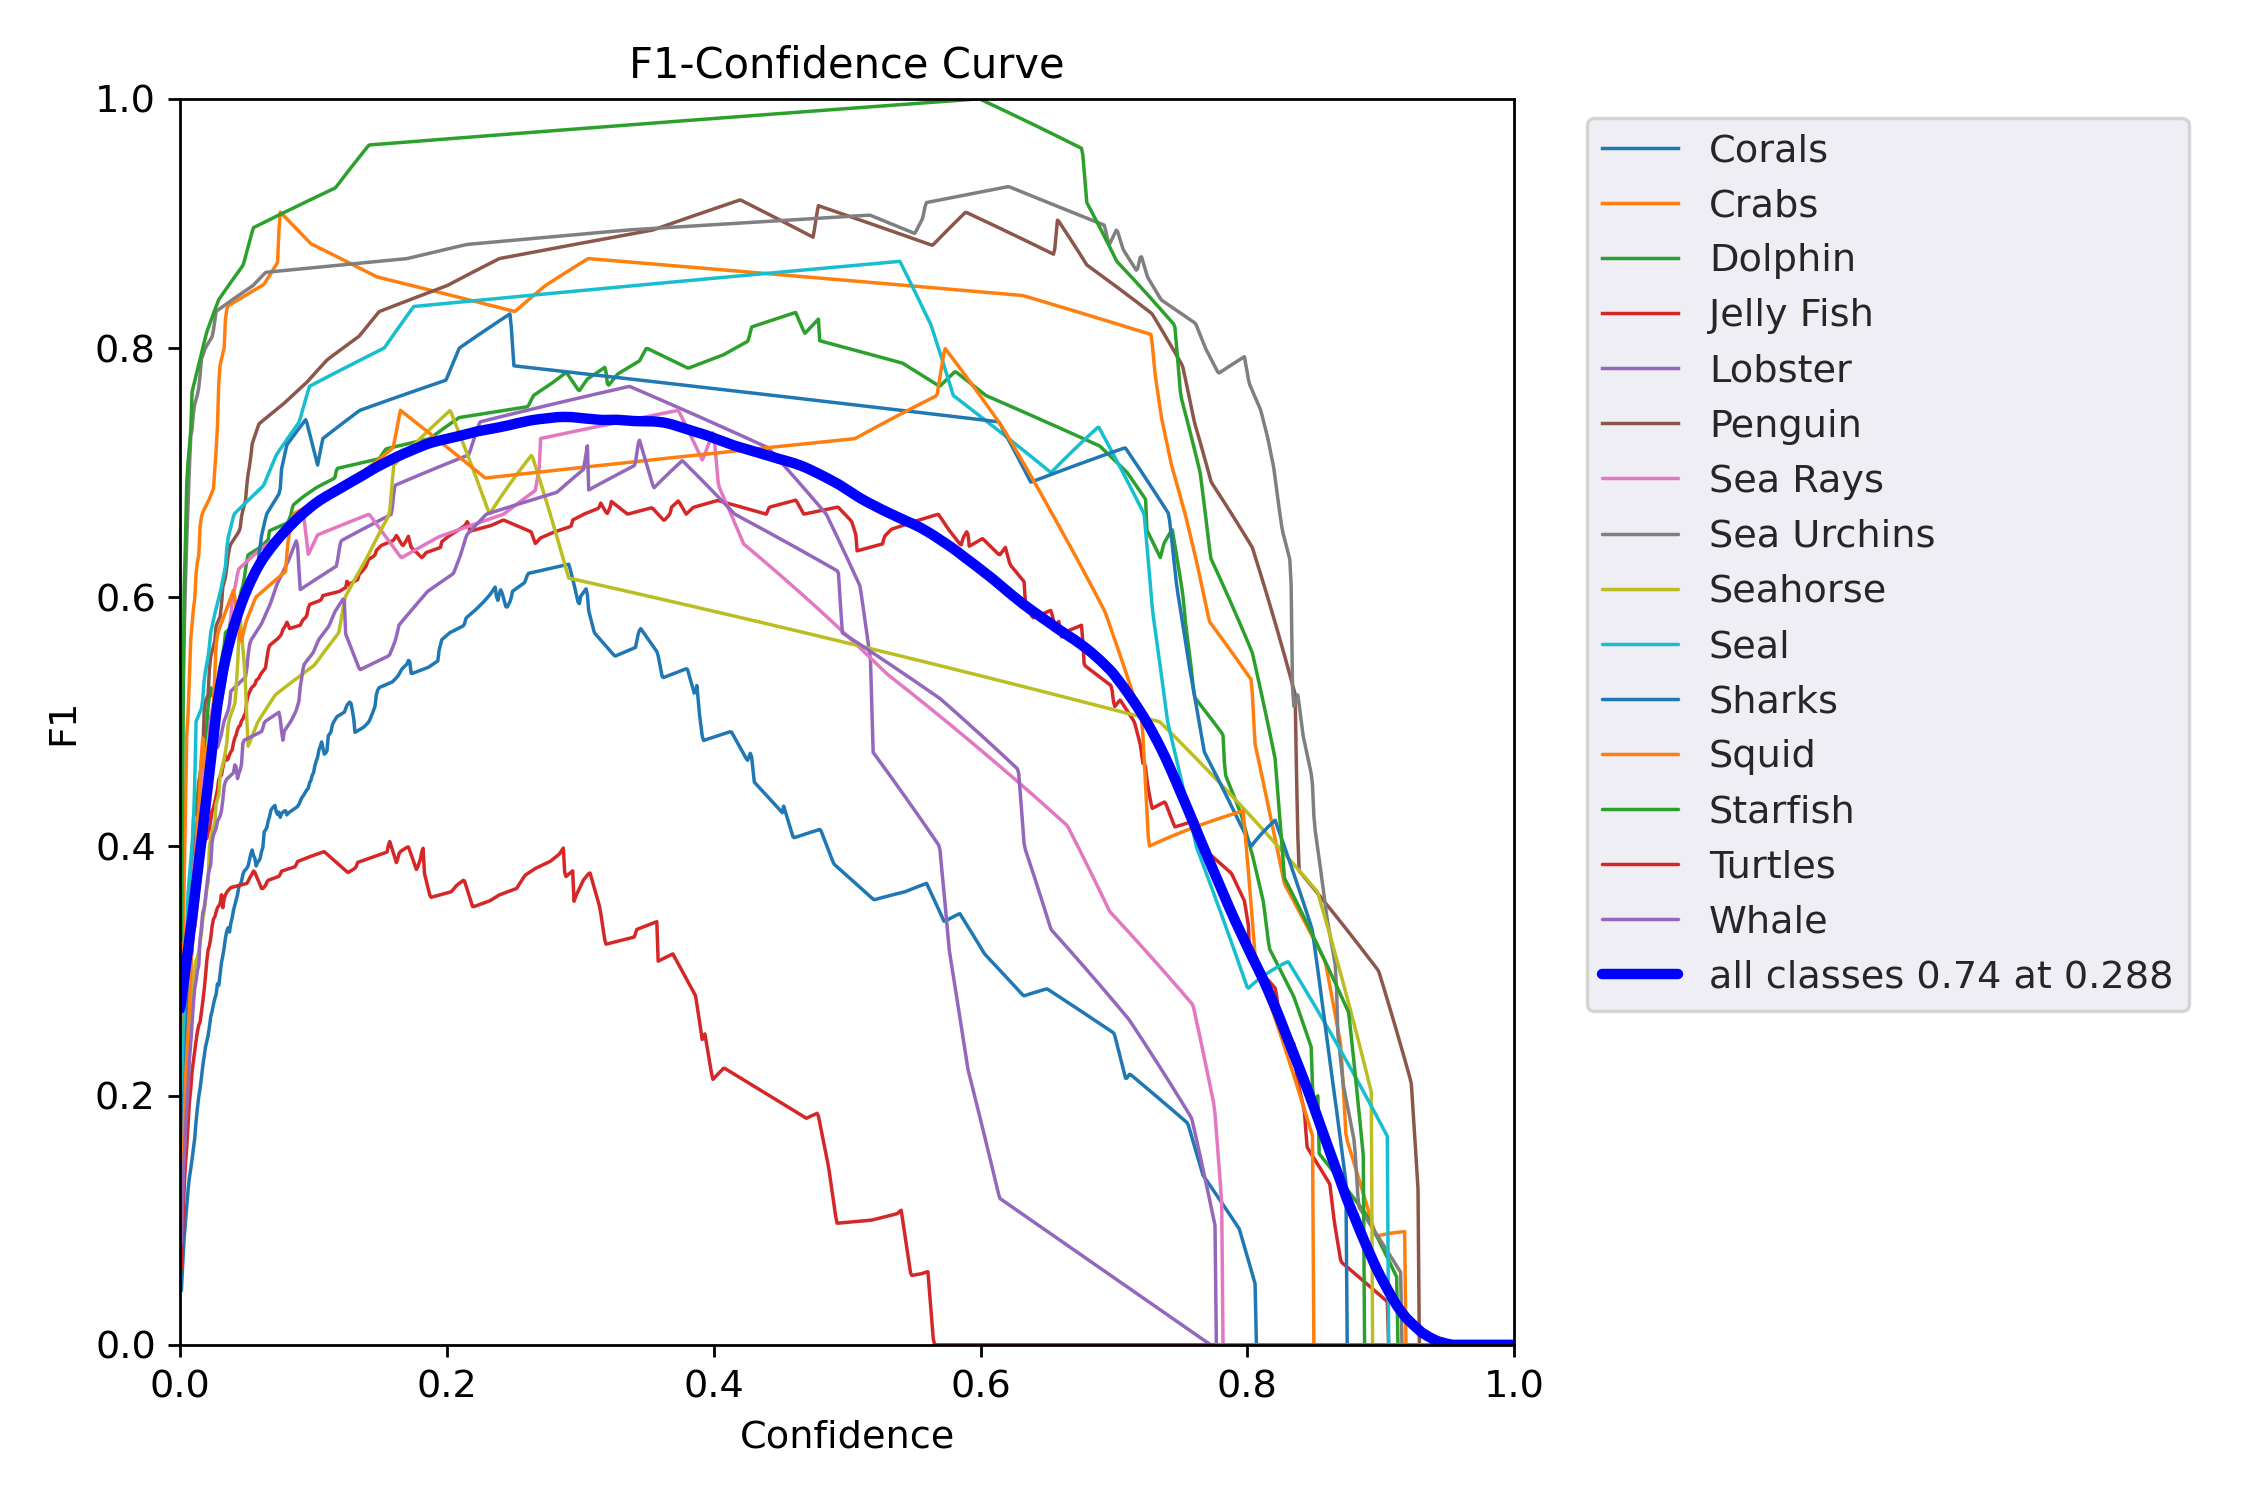 F1-Confidence Curve
1.0
0.8
0.6
0.4
0.2
0.0
F1
0.0 0.2 0.4 0.6 0.8 1.0
Confidence
Corals
Crabs
Dolphin
Jelly Fish
Lobster
Penguin
Sea Rays
Sea Urchins
Seahorse
Seal
Sharks
Squid
Starfish
Turtles
Whale
all classes 0.74 at 0.288